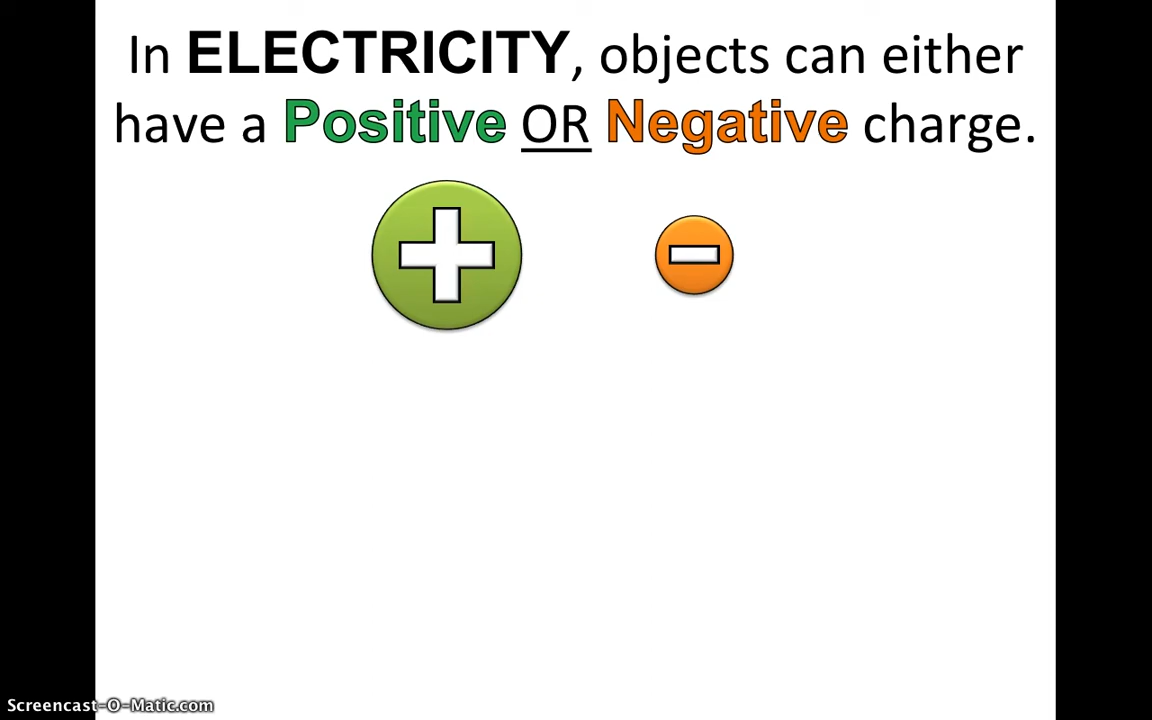 In ELECTRICITY, objects can either
have a Positive OR Negative charge.
Screencast-O-Matic.com